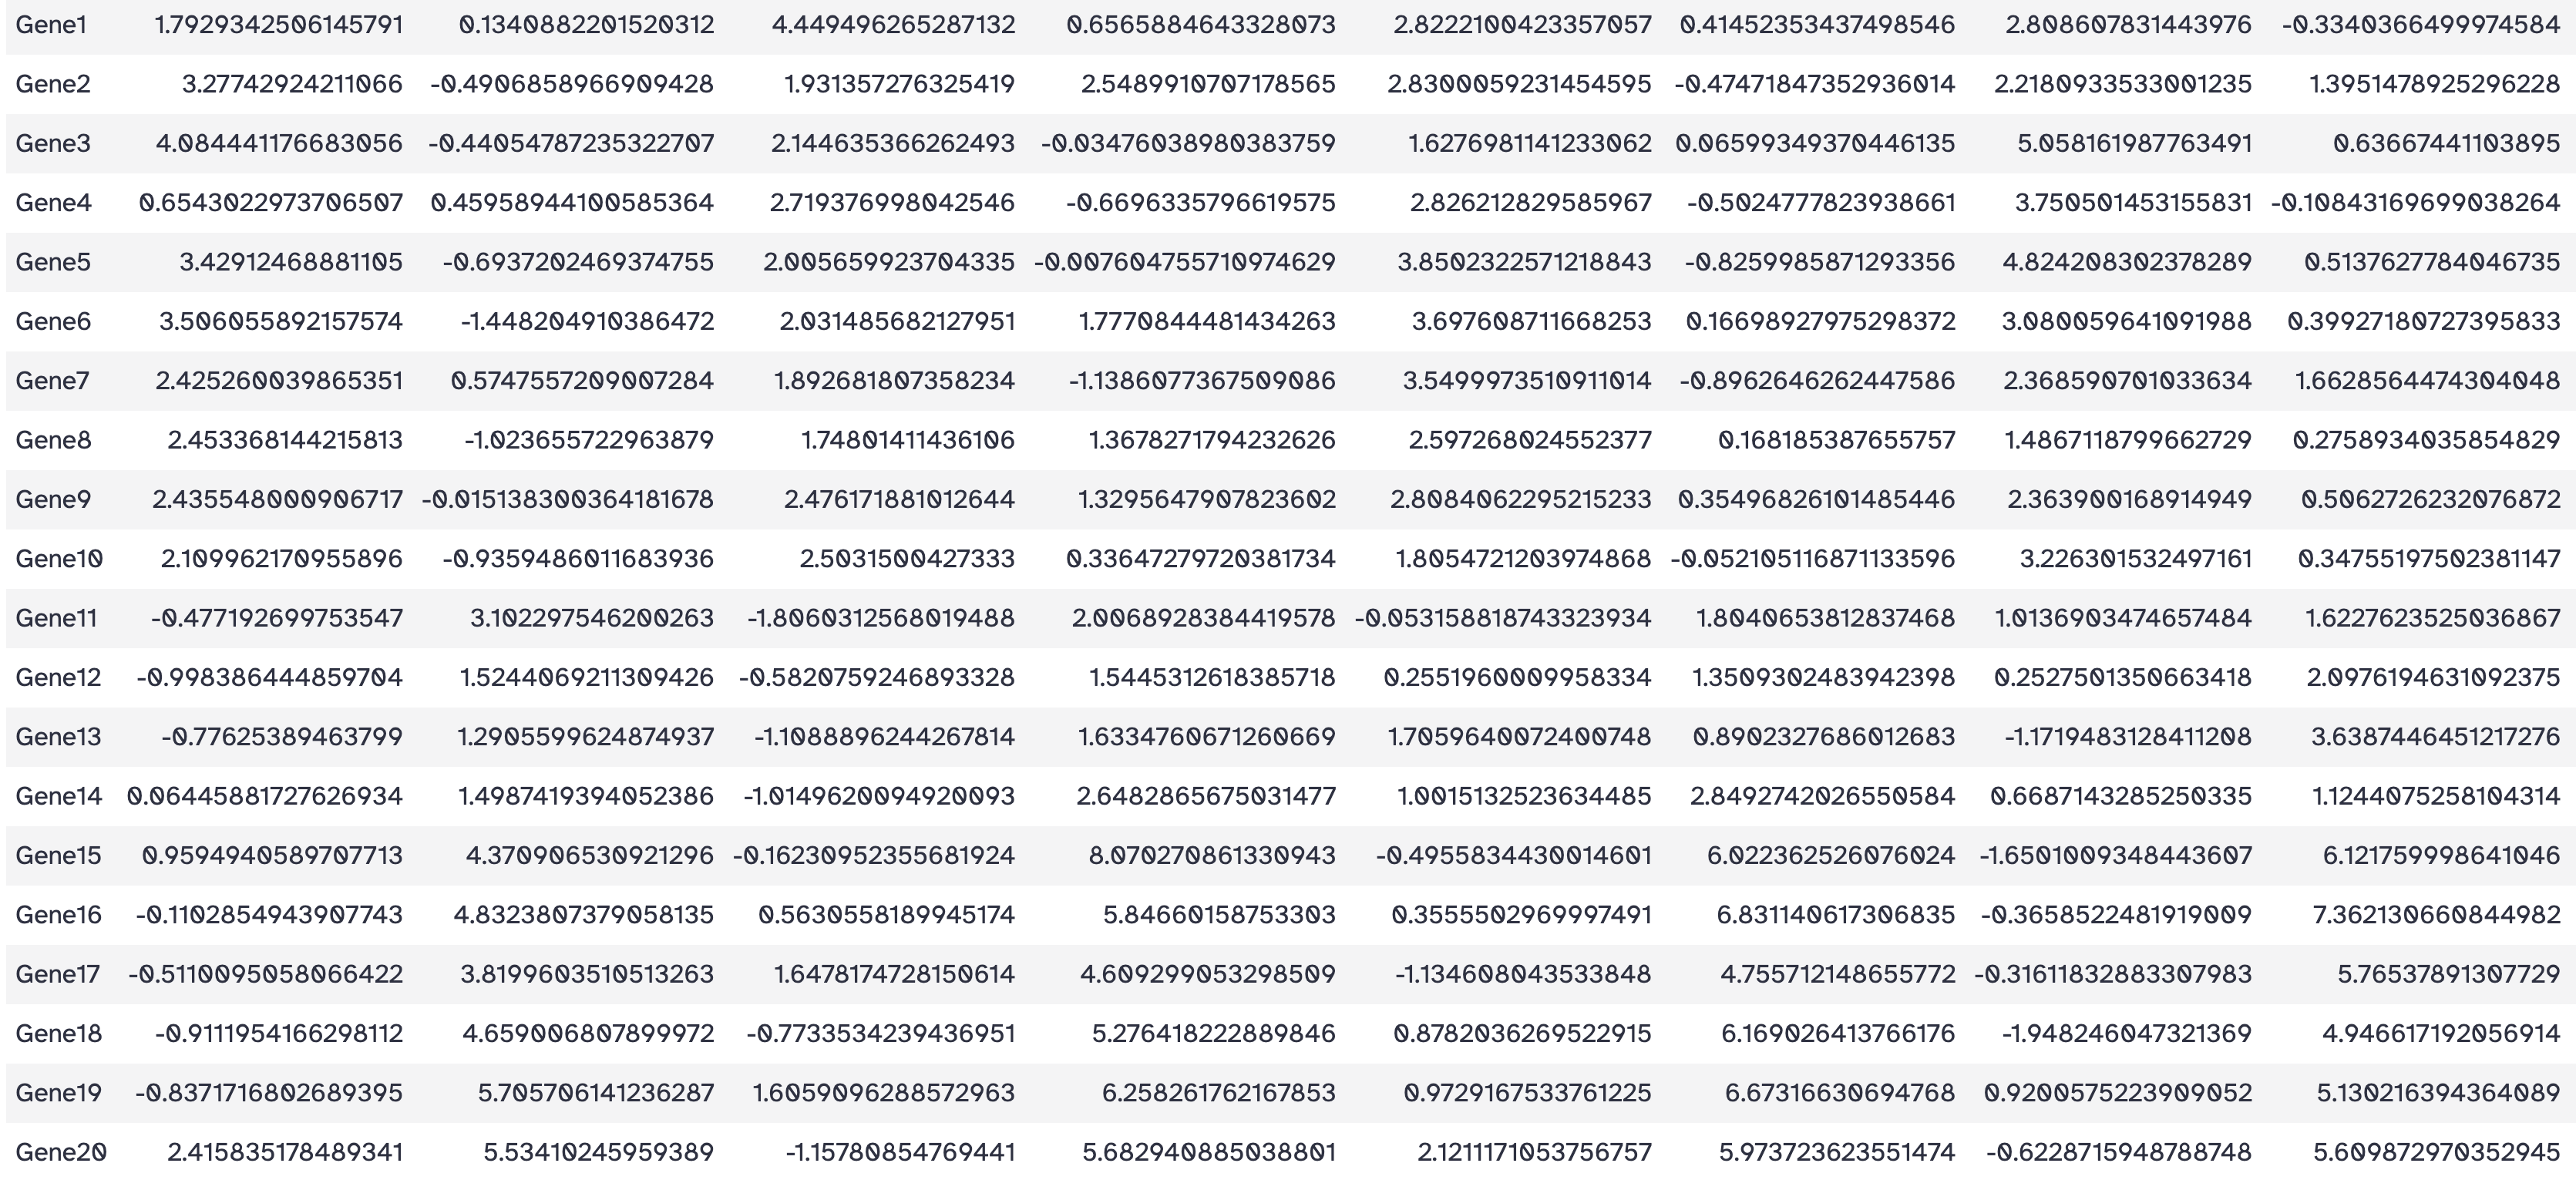 Gene1 1.7929342506145791 0.1340882201520312 4.449496265287132 0.6565884643328073 2.8222100423357057 0.41452353437498546 2.808607831443976 -0.3340366499974584
Gene2 3.27742924211066 -0.4906858966909428 1.931357276325419 2.5489910707178565 2.8300059231454595 -0.47471847352936014 2.2180933533001235 1.3951478925296228
Gene3 4.084441176683056 -0.44054787235322707 2.144635366262493 -0.03476038980383759 1.6276981141233062 0.06599349370446135 5.058161987763491 0.63667441103895
Gene4 0.6543022973706507 0.45958944100585364 2.719376998042546 -0.6696335796619575 2.826212829585967 -0.5024777823938661 3.750501453155831 -0.10843169699038264
Gene5 3.42912468881105 -0.6937202469374755 2.005659923704335 -0.007604755710974629 3.8502322571218843 -0.8259985871293356 4.824208302378289 0.5137627784046735
Gene6 3.506055892157574 -1.448204910386472 2.031485682127951 1.7770844481434263 3.697608711668253 0.16698927975298372 3.080059641091988 0.39927180727395833
Gene7 2.425260039865351 0.5747557209007284 1.892681807358234 -1.1386077367509086 3.5499973510911014 -0.8962646262447586 2.368590701033634 1.6628564474304048
Gene8 2.453368144215813 -1.023655722963879 1.74801411436106 1.3678271794232626 2.597268024552377 0.168185387655757 1.4867118799662729 0.2758934035854829
Gene9 2.435548000906717 -0.015138300364181678 2.476171881012644 1.3295647907823602 2.8084062295215233 0.35496826101485446 2.363900168914949 0.5062726232076872
Gene10 2.109962170955896 -0.9359486011683936 2.5031500427333 0.33647279720381734 1.8054721203974868 -0.052105116871133596 3.226301532497161 0.34755197502381147
Gene11 -0.477192699753547 3.102297546200263 -1.8060312568019488 2.0068928384419578 -0.053158818743323934 1.8040653812837468 1.0136903474657484 1.6227623525036867
Gene12 -0.998386444859704 1.5244069211309426 -0.5820759246893328 1.5445312618385718 0.2551960009958334 1.3509302483942398 0.2527501350663418 2.0976194631092375
Gene13 -0.77625389463799 1.2905599624874937 -1.1088896244267814 1.6334760671260669 1.7059640072400748 0.8902327686012683 -1.1719483128411208 3.6387446451217276
Gene14 0.06445881727626934 1.4987419394052386 -1.0149620094920093 2.6482865675031477 1.0015132523634485 2.8492742026550584 0.6687143285250335 1.1244075258104314
Gene15 0.9594940589707713 4.370906530921296 -0.16230952355681924 8.070270861330943 -0.4955834430014601 6.022362526076024 -1.6501009348443607 6.121759998641046
Gene16 -0.1102854943907743 4.8323807379058135 0.5630558189945174 5.84660158753303 0.3555502969997491 6.831140617306835 -0.3658522481919009 7.362130660844982
Gene17 -0.5110095058066422 3.8199603510513263 1.6478174728150614 4.609299053298509 -1.134608043533848 4.755712148655772 -0.31611832883307983 5.76537891307729
Gene18 -0.9111954166298112 4.659006807899972 -0.7733534239436951 5.276418222889846 0.8782036269522915 6.169026413766176 -1.948246047321369 4.946617192056914
Gene19 -0.8371716802689395 5.705706141236287 1.6059096288572963 6.258261762167853 0.9729167533761225 6.67316630694768 0.9200575223909052 5.130216394364089
Gene20 2.415835178489341 5.53410245959389 -1.15780854769441 5.682940885038801 2.1211171053756757 5.973723623551474 -0.6228715948788748 5.609872970352945